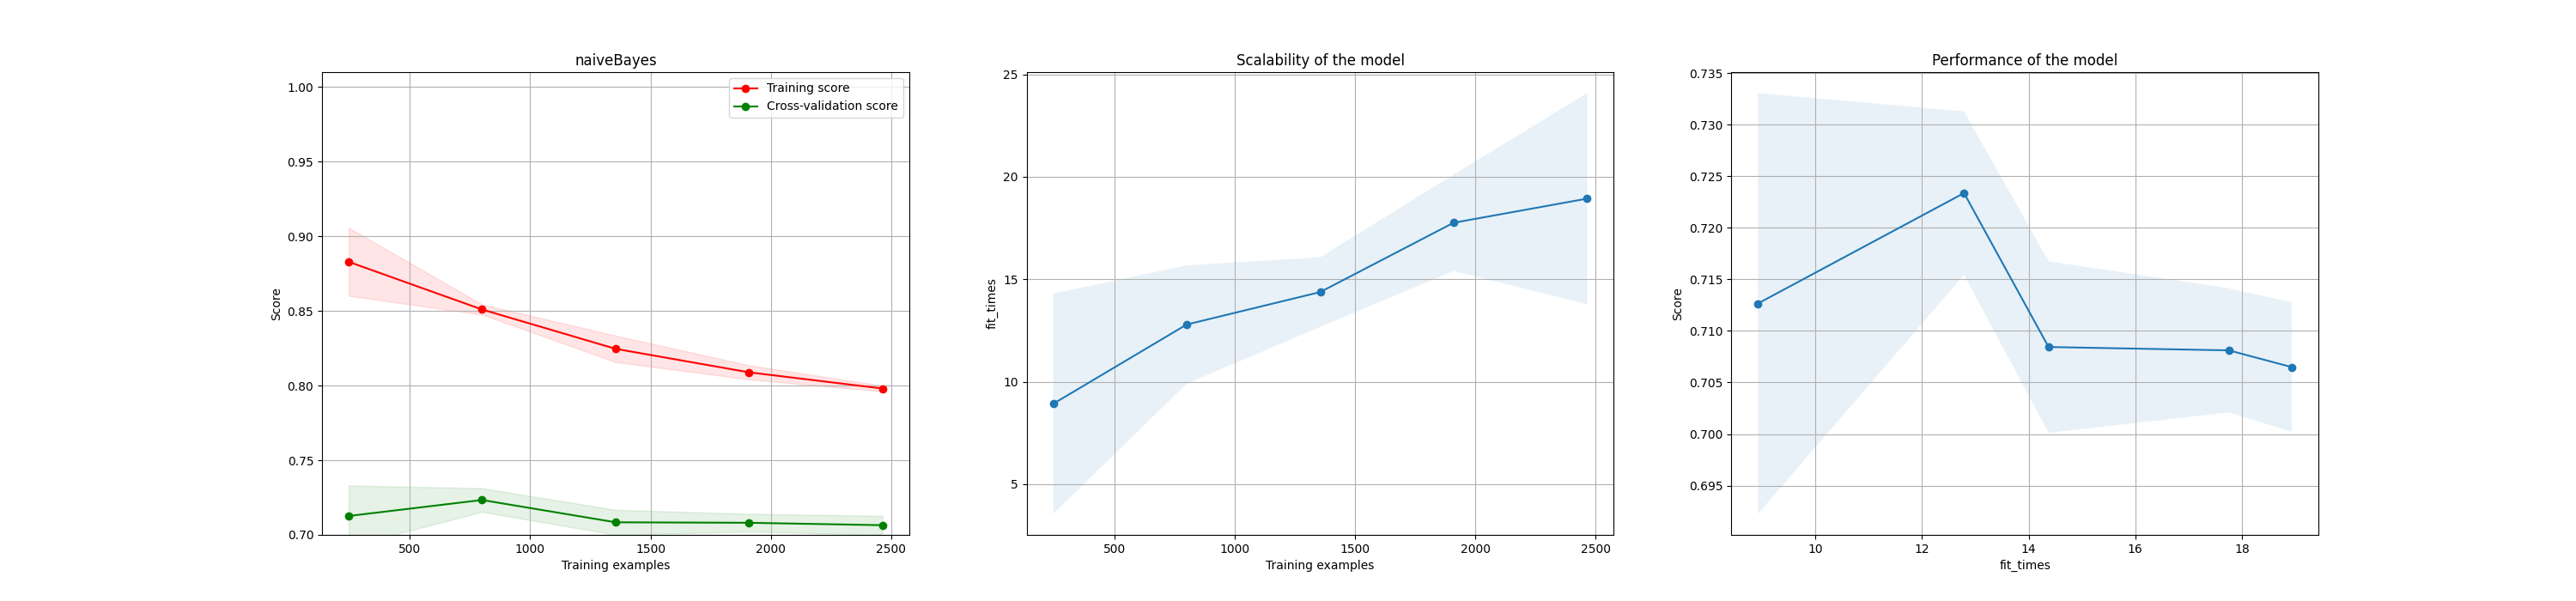 naiveBayes
1.00
0.95
0.90
0.85
0.80
0.75
0.70
Score
500 1000 1500 2000 2500
Training examples
Training score
Cross-validation score
Scalability of the model
25
20
15
10
5
fit_times
500 1000 1500 2000 2500
Training examples
Performance of the model
0.735
0.730
0.725
0.720
0.715
0.710
0.705
0.700
0.695
Score
10 12 14 16 18
fit_times